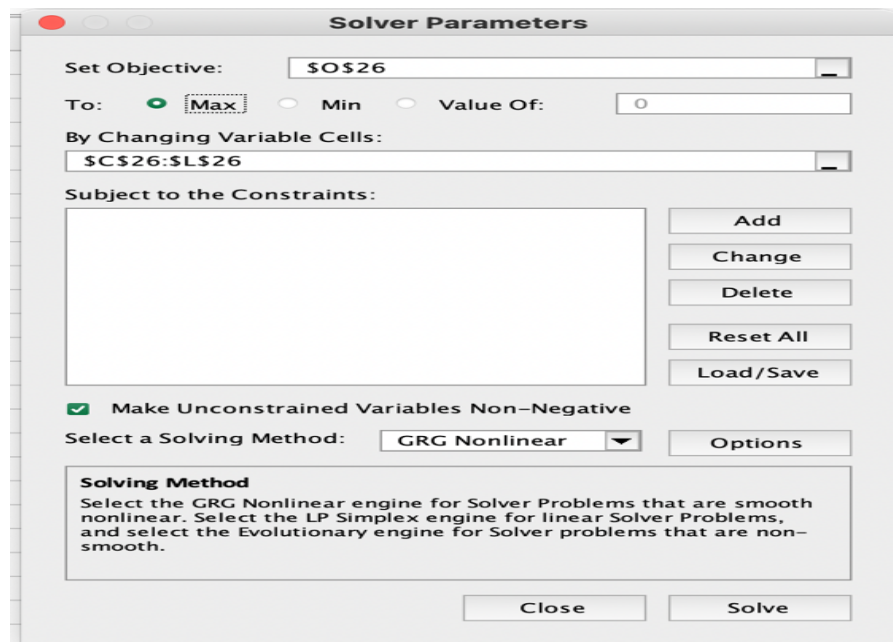 Solver Parameters
Set Objective: $O$26
To: Max Min Value Of: 0
By Changing Variable Cells:
$C$26:$L$26
Subject to the Constraints:
Add
Change
Delete
Reset All
Load/Save
Make Unconstrained Variables Non-Negative
Select a Solving Method: GRG Nonlinear Options
Solving Method
Select the GRG Nonlinear engine for Solver Problems that are smooth
nonlinear. Select the LP Simplex engine for linear Solver Problems,
and select the Evolutionary engine for Solver problems that are non-
smooth.
Close Solve